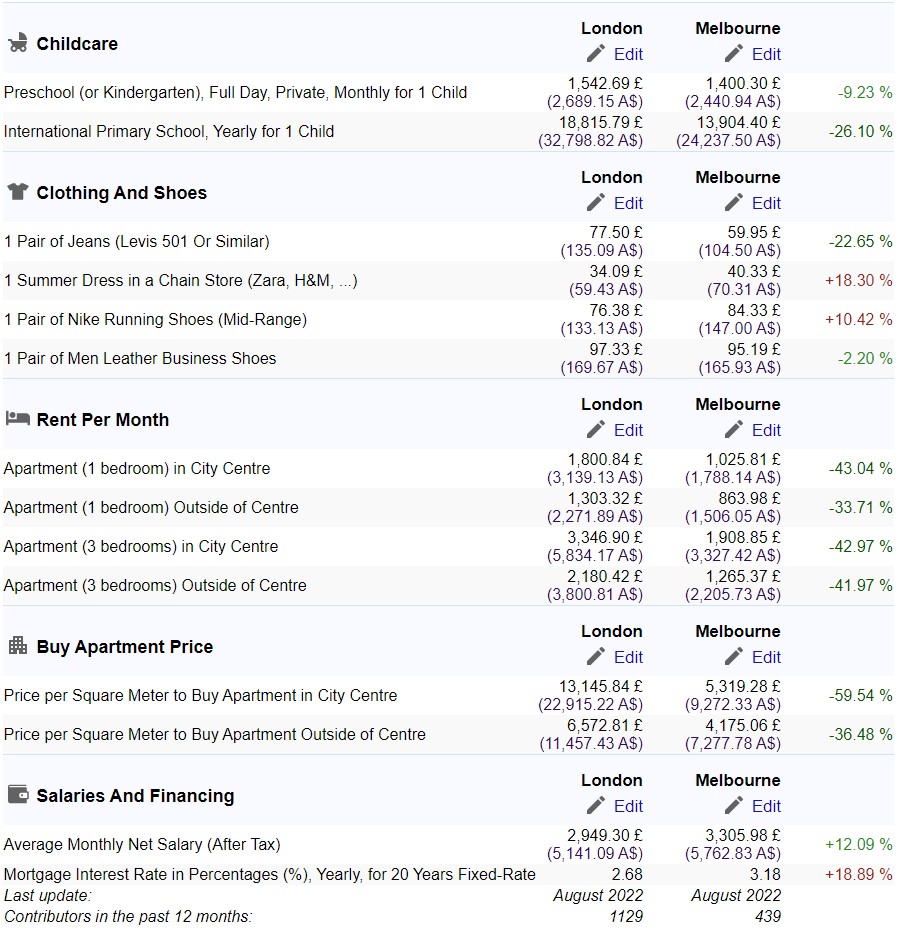 Childcare London Melbourne
Edit Edit
Preschool (or Kindergarten), Full Day, Private, Monthly for 1 Child 1,542.69 £ 1,400.30 £ -9.23 %
(2,689.15 A$) (2,440.94 A$)
International Primary School, Yearly for 1 Child 18,815.79 £ 13,904.40 £ -26.10 %
(32,798.82 A$) (24,237.50 A$)
Clothing And Shoes London Melbourne
Edit Edit
1 Pair of Jeans (Levis 501 Or Similar) 77.50 £ 59.95 £ -22.65 %
(135.09 A$) (104.50 A$)
1 Summer Dress in a Chain Store (Zara, H&M, ...) 34.09 £ 40.33 £ +18.30 %
(59.43 A$) (70.31 A$)
1 Pair of Nike Running Shoes (Mid-Range) 76.38 £ 84.33 £ +10.42 %
(133.13 A$) (147.00 A$)
1 Pair of Men Leather Business Shoes 97.33 £ 95.19 £ -2.20 %
(169.67 A$) (165.93 A$)
Rent Per Month London Melbourne
Edit Edit
Apartment (1 bedroom) in City Centre 1,800.84 £ 1,025.81 £ -43.04 %
(3,139.13 A$) (1,788.14 A$)
Apartment (1 bedroom) Outside of Centre 1,303.32 £ 863.98 £ -33.71 %
(2,271.89 A$) (1,506.05 A$)
Apartment (3 bedrooms) in City Centre 3,346.90 £ 1,908.85 £ -42.97 %
(5,834.17 A$) (3,327.42 A$)
Apartment (3 bedrooms) Outside of Centre 2,180.42 £ 1,265.37 £ -41.97 %
(3,800.81 A$) (2,205.73 A$)
Buy Apartment Price London Melbourne
Edit Edit
Price per Square Meter to Buy Apartment in City Centre 13,145.84 £ 5,319.28 £ -59.54 %
(22,915.22 A$) (9,272.33 A$)
Price per Square Meter to Buy Apartment Outside of Centre 6,572.81 £ 4,175.06 £ -36.48 %
(11,457.43 A$) (7,277.78 A$)
Salaries And Financing London Melbourne
Edit Edit
Average Monthly Net Salary (After Tax) 2,949.30 £ 3,305.98 £ +12.09 %
(5,141.09 A$) (5,762.83 A$)
Mortgage Interest Rate in Percentages (%), Yearly, for 20 Years Fixed-Rate 2.68 3.18 +18.89 %
Last update: August 2022 August 2022
Contributors in the past 12 months: 1129 439